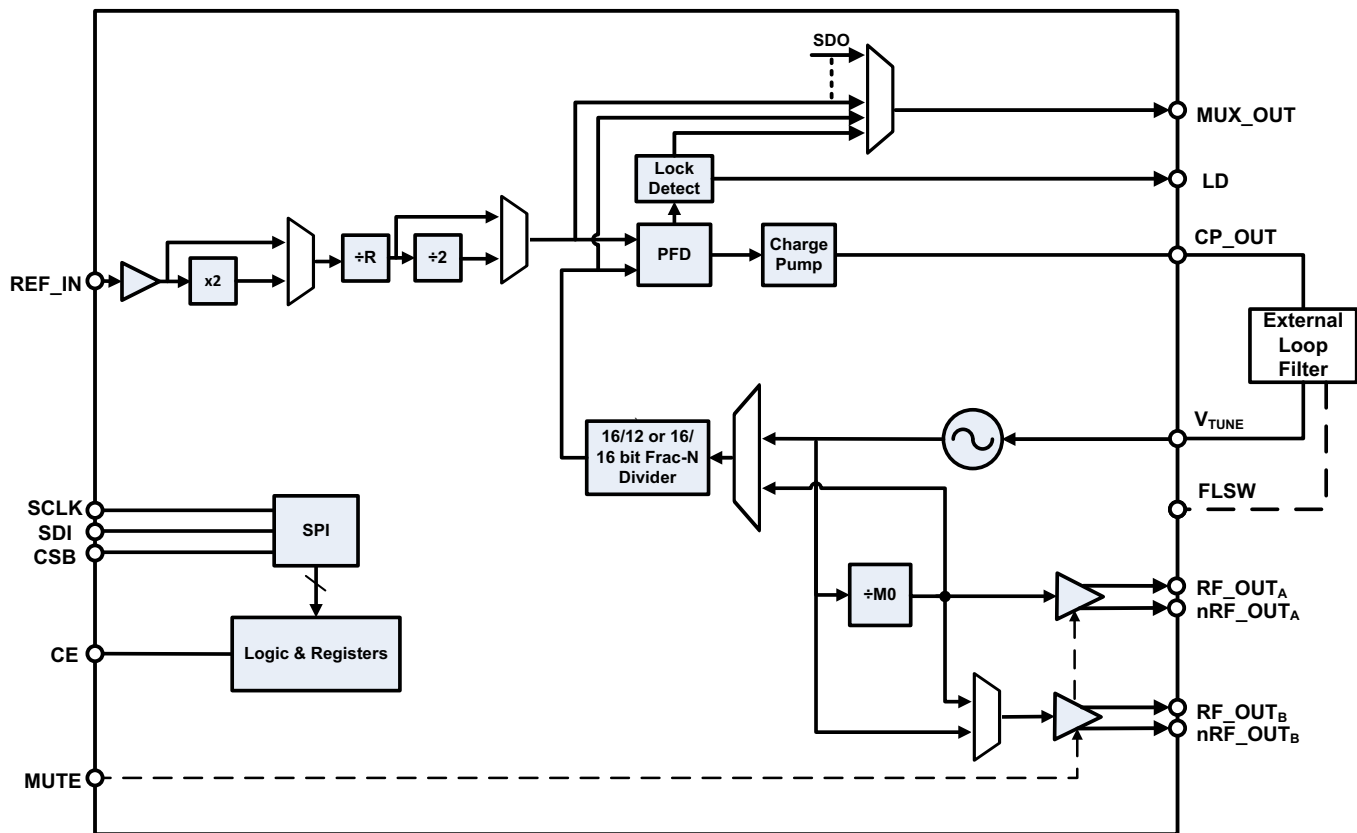 SDO
MUX_OUT
Lock
Detect
LD
CP_OUT
REF_IN
x2
÷R
÷2
PFD
Charge
Pump
External
Loop
Filter
VTUNE
16/12 or 16/
16 bit Frac-N
Divider
FLSW
SCLK
SDI
CSB
SPI
÷M0
RF_OUTA
nRF_OUTA
CE
Logic & Registers
RF_OUTB
nRF_OUTB
MUTE